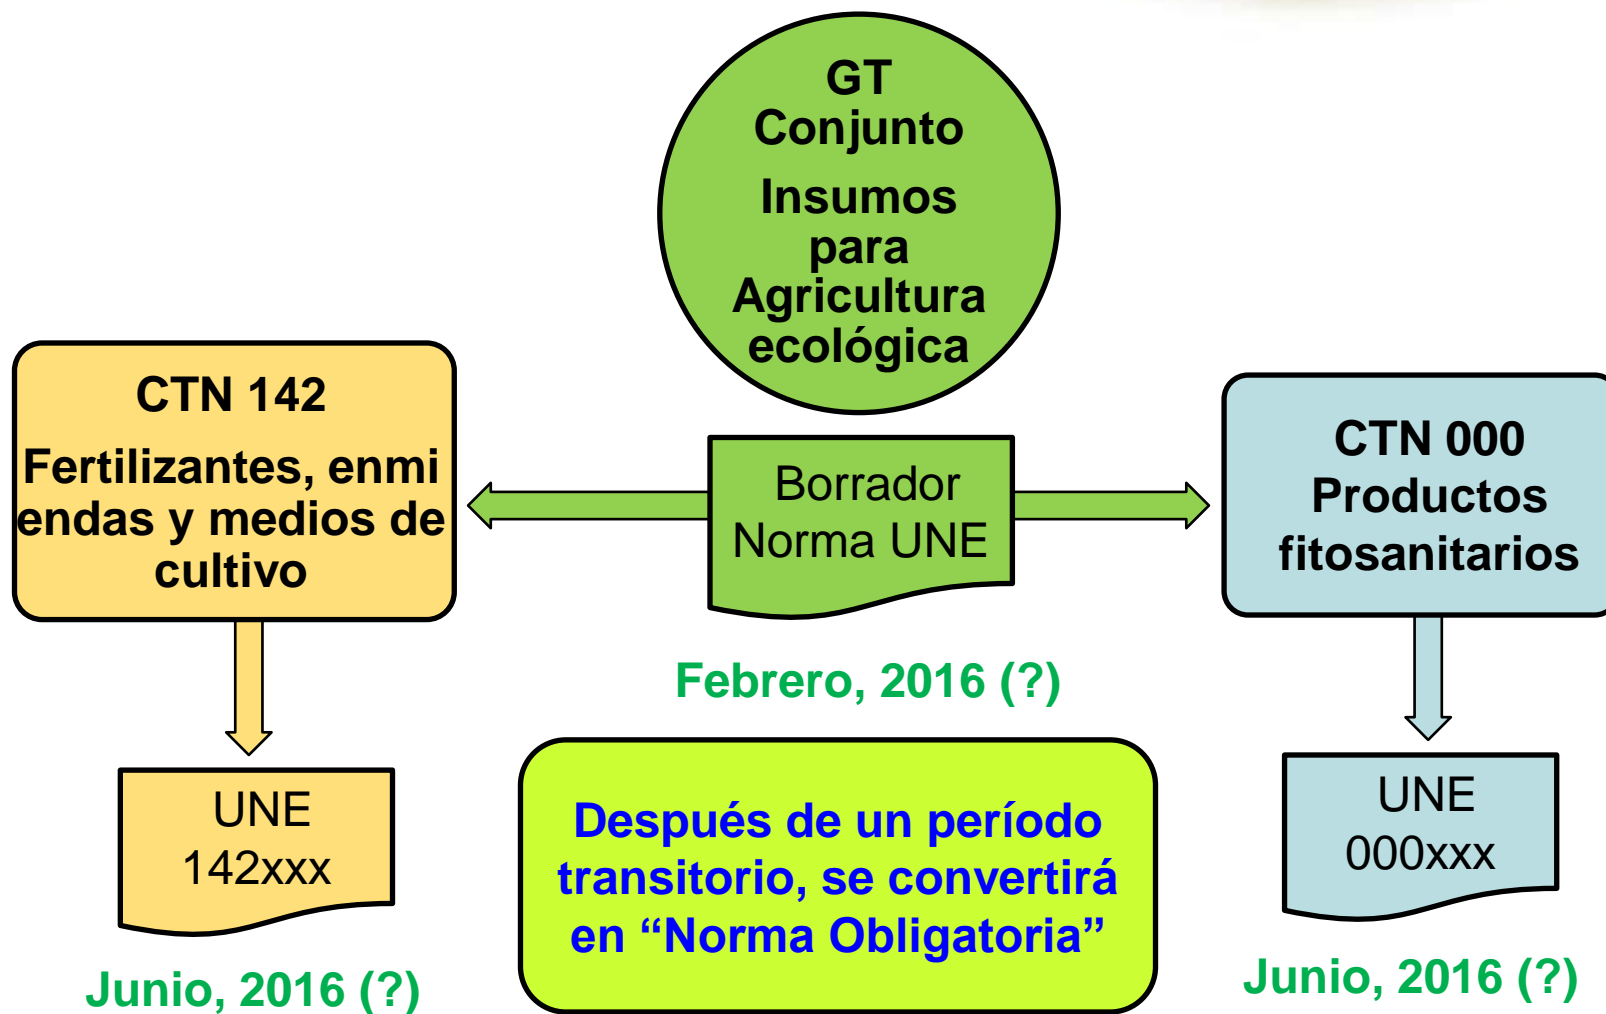 GT
Conjunto
Insumos
para
Agricultura
ecológica
CTN 142
Fertilizantes, enmi
endas y medios de
cultivo
Borrador
Norma UNE
CTN 000
Productos
fitosanitarios
Febrero, 2016 (?)
UNE
142xxx
Después de un período
transitorio, se convertirá
en “Norma Obligatoria”
UNE
000xxx
Junio, 2016 (?)
Junio, 2016 (?)